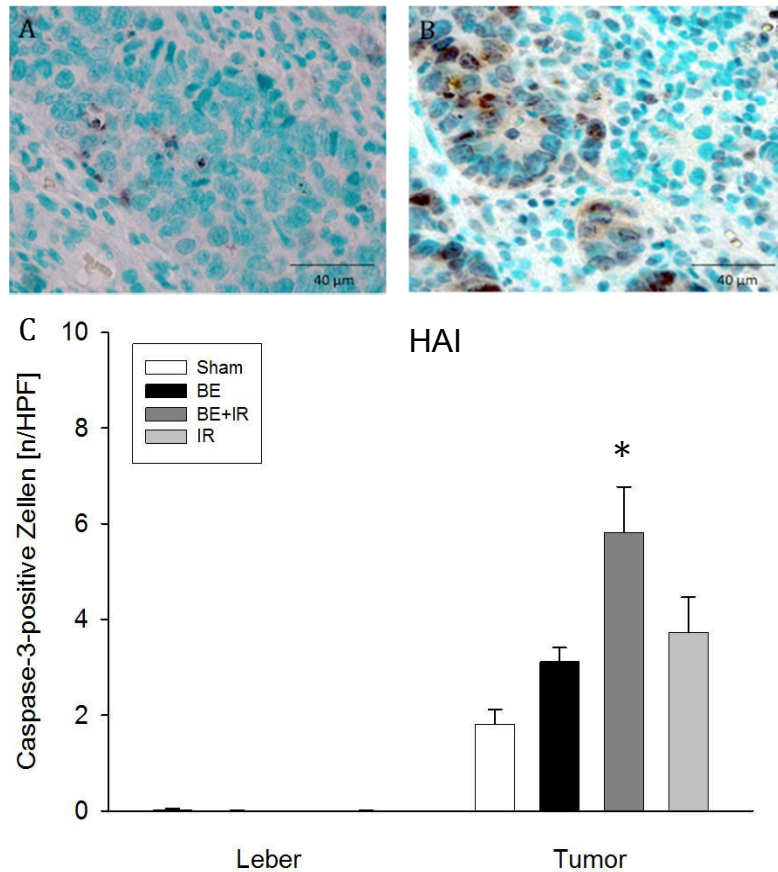 A
B
40 µm
40 µm
C
HAI
Caspase-3-positive Zellen [n/HPF]
10
8
6
4
2
0
Sham
BE
BE+IR
IR
*
Leber
Tumor